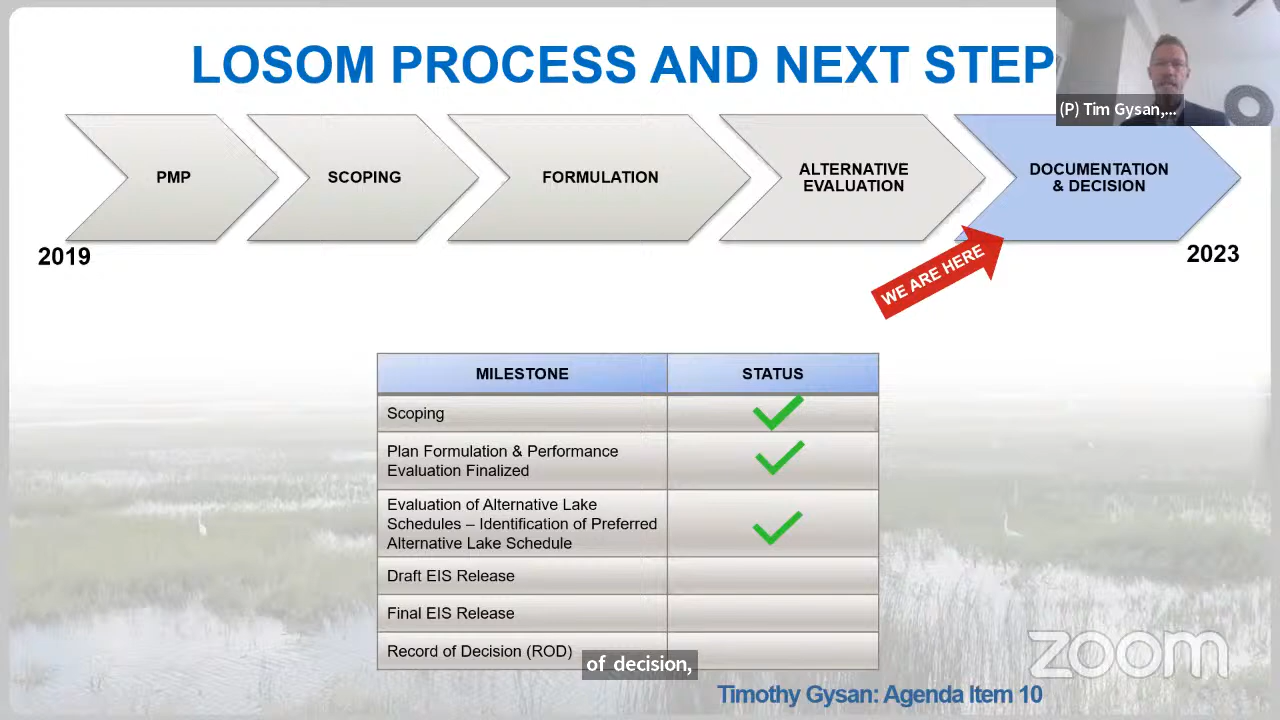 LOSOM PROCESS AND NEXT STEP
(P) Tim Gysan,...
PMP
SCOPING
FORMULATION
ALTERNATIVE
EVALUATION
DOCUMENTATION
& DECISION
2019
WE ARE HERE
2023
MILESTONE
STATUS
Scoping
Plan Formulation & Performance
Evaluation Finalized
Evaluation of Alternative Lake
Schedules – Identification of Preferred
Alternative Lake Schedule
Draft EIS Release
Final EIS Release
Record of Decision (ROD)
of decision,
zoom
Timothy Gysan: Agenda Item 10